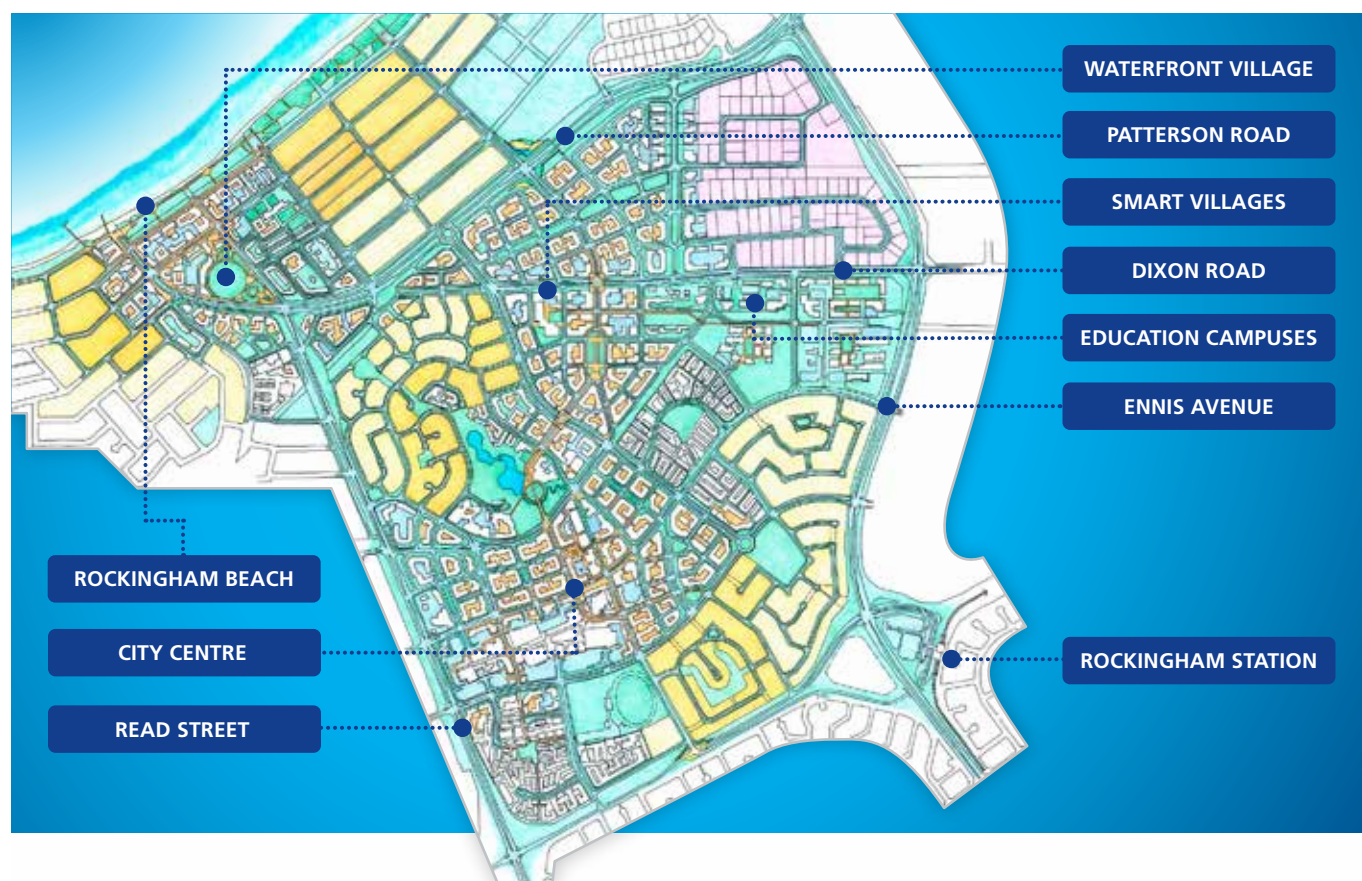 WATERFRONT VILLAGE
PATTERSON ROAD
SMART VILLAGES
DIXON ROAD
EDUCATION CAMPUSES
ENNIS AVENUE
ROCKINGHAM BEACH
CITY CENTRE
ROCKINGHAM STATION
READ STREET